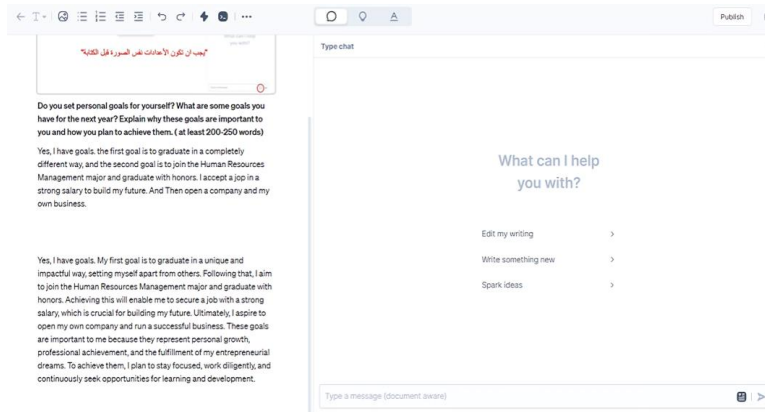 Publish
Type chat
"يجب ان تكون الأعدادات نفس الصورة قبل الكتابة"
Do you set personal goals for yourself? What are some goals you
have for the next year? Explain why these goals are important to
you and how you plan to achieve them. ( at least 200-250 words)
Yes, I have goals. the first goal is to graduate in a completely
different way, and the second goal is to join the Human Resources
Management major and graduate with honors. I accept a jop in a
strong salary to build my future. And Then open a company and my
own business.
Yes, I have goals. My first goal is to graduate in a unique and
impactful way, setting myself apart from others. Following that, I aim
to join the Human Resources Management major and graduate with
honors. Achieving this will enable me to secure a job with a strong
salary, which is crucial for building my future. Ultimately, I aspire to
open my own company and run a successful business. These goals
are important to me because they represent personal growth,
professional achievement, and the fulfillment of my entrepreneurial
dreams. To achieve them, I plan to stay focused, work diligently, and
continuously seek opportunities for learning and development.
What can I help
you with?
Edit my writing
Write something new
Spark ideas
Type a message (document aware)